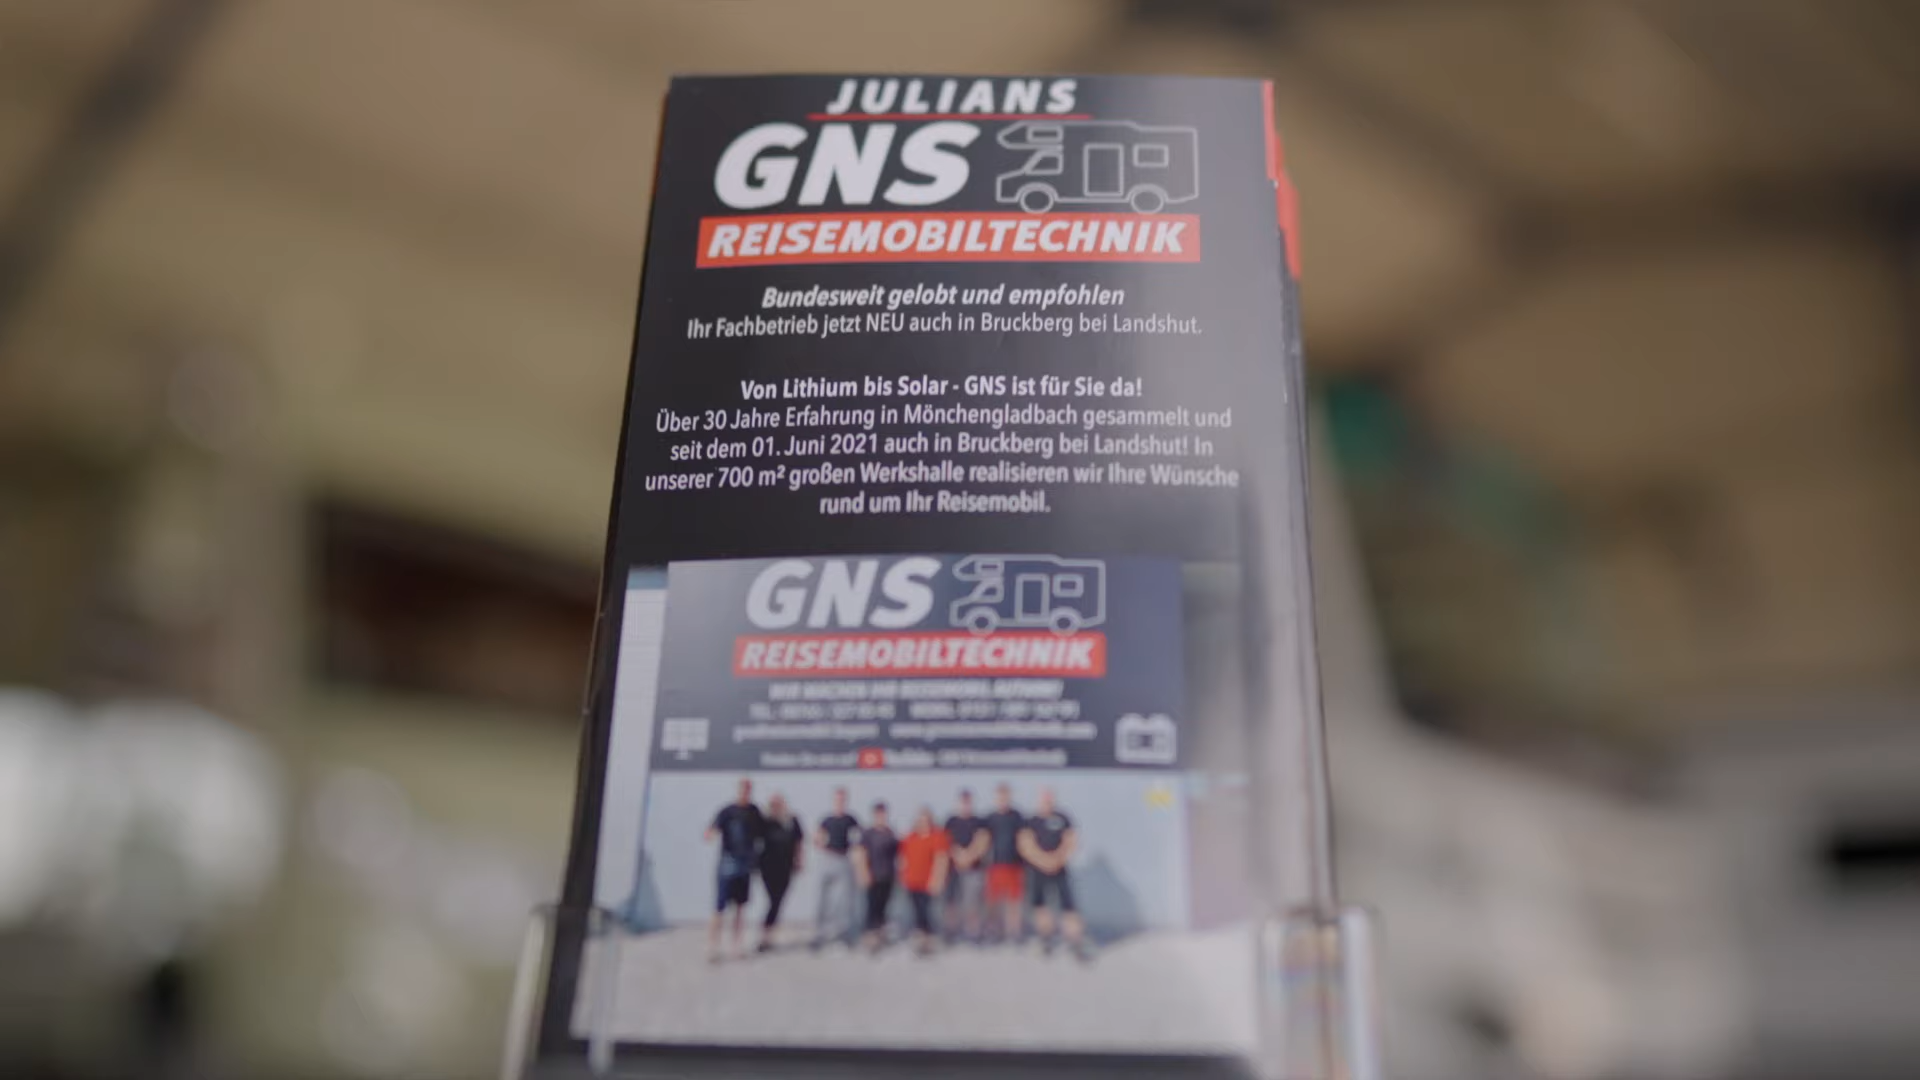 JULIANS
GNS
REISEMOBILTECHNIK
Bundesweit gelobt und empfohlen
Ihr Fachbetrieb jetzt NEU auch in Bruckberg bei Landshut.
Von Lithium bis Solar - GNS ist für Sie da!
Über 30 Jahre Erfahrung in Mönchengladbach gesammelt und
seit dem 01. Juni 2021 auch in Bruckberg bei Landshut! In
unserer 700 m² großen Werkshalle realisieren wir Ihre Wünsche
rund um Ihr Reisemobil.
GNS
REISEMOBILTECHNIK